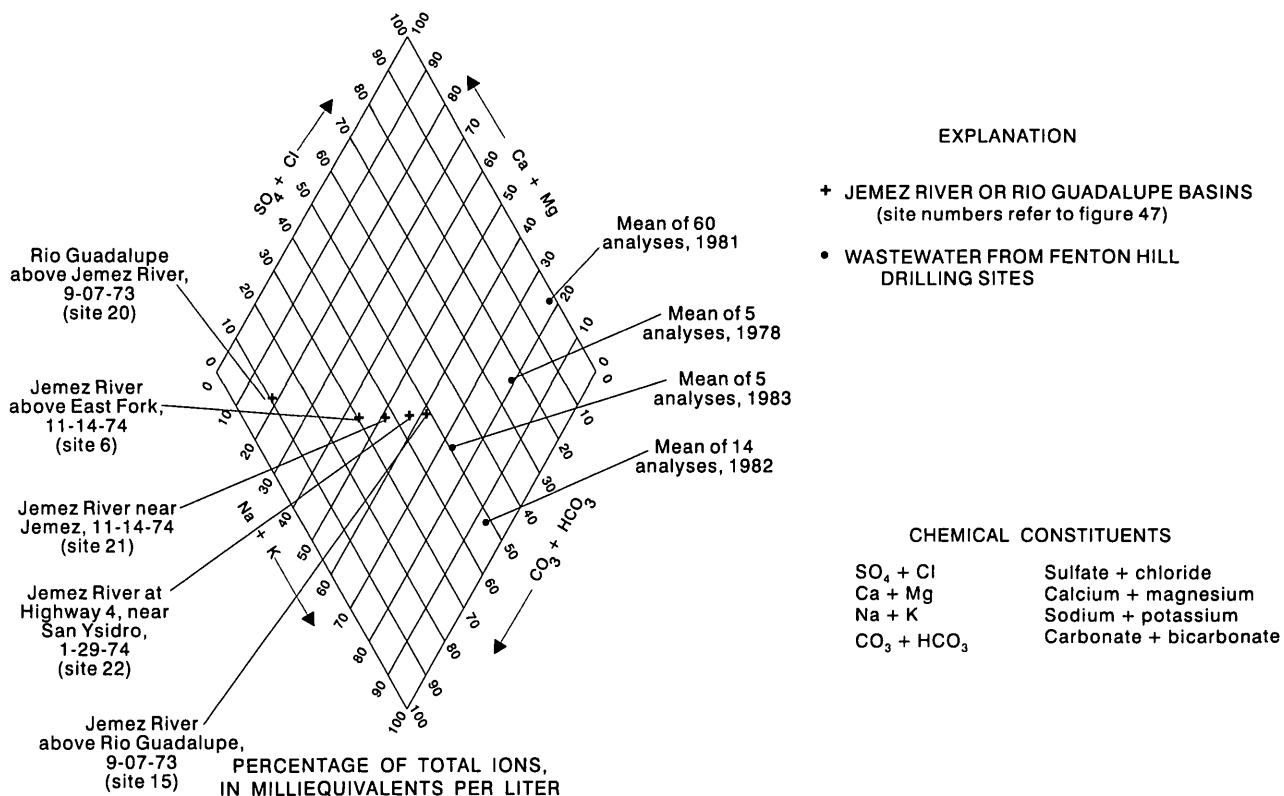 100 100
90 90
80 80
70 70
60 60
50 50
40 40
30 30
20 20
10 10
0 0
0 0
10 10
20 20
30 30
40 40
50 50
60 60
70 70
80 80
90 90
100 100
SO₄ + Cl
Ca + Mg
Na + K
CO₃ + HCO₃
Rio Guadalupe
above Jemez River,
9-07-73
(site 20)
Jemez River
above East Fork,
11-14-74
(site 6)
Jemez River near
Jemez, 11-14-74
(site 21)
Jemez River at
Highway 4, near
San Ysidro,
1-29-74
(site 22)
Jemez River
above Rio Guadalupe,
9-07-73
(site 15)
Mean of 60
analyses, 1981
Mean of 5
analyses, 1978
Mean of 5
analyses, 1983
Mean of 14
analyses, 1982
PERCENTAGE OF TOTAL IONS,
IN MILLIEQUIVALENTS PER LITER
EXPLANATION
+ JEMEZ RIVER OR RIO GUADALUPE BASINS
(site numbers refer to figure 47)
• WASTEWATER FROM FENTON HILL
DRILLING SITES
CHEMICAL CONSTITUENTS
SO₄ + Cl Sulfate + chloride
Ca + Mg Calcium + magnesium
Na + K Sodium + potassium
CO₃ + HCO₃ Carbonate + bicarbonate